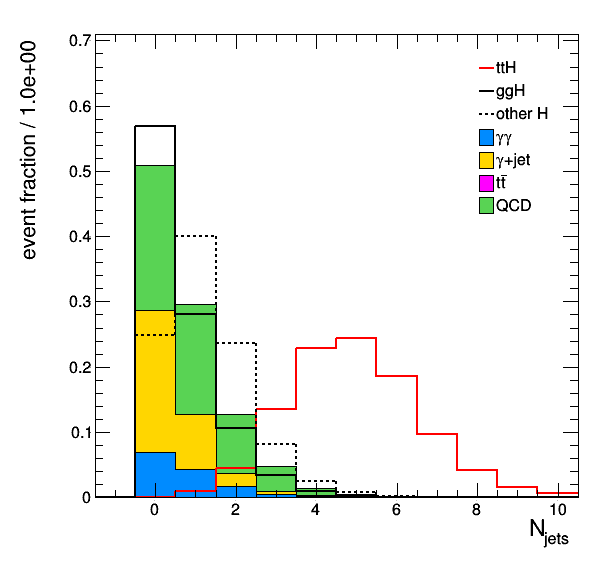 event fraction / 1.0e+00
0.7
0.6
0.5
0.4
0.3
0.2
0.1
0
ttH
ggH
other H
γγ
γ+jet
tt̄
QCD
0 2 4 6 8 10
N_jets